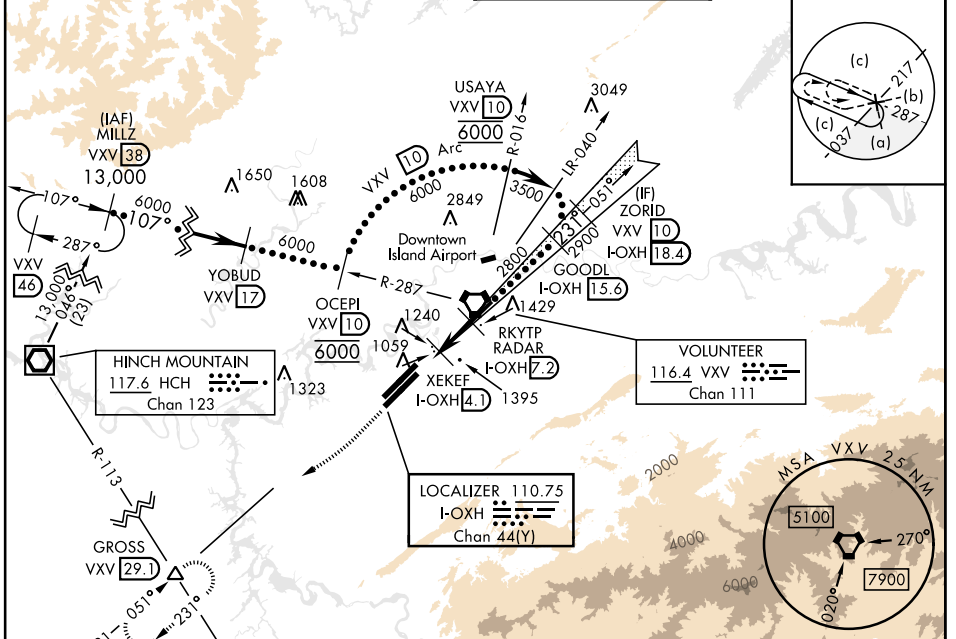 (IAF)
MILLZ
VXV 38
13,000
107°
6000
107°
287°
VXV
46
13,000
046°
(23)
1650
1608
6000
YOBUD
VXV 17
VXV 10 Arc
6000
USAYA
VXV 10
6000
R-016
3049
LR-040
3500
2849
Downtown
Island Airport
2800
231°
051°
2900
(IF)
ZORID
VXV 10
I-OXH 18.4
GOODL
I-OXH 15.6
R-287
OCEPI
VXV 10
6000
1240
1059
1429
RKYTP
RADAR
I-OXH 7.2
XEKEF
I-OXH 4.1
1395
1323
HINCH MOUNTAIN
117.6 HCH
Chan 123
VOLUNTEER
116.4 VXV
Chan 111
LOCALIZER 110.75
I-OXH
Chan 44(Y)
R-113
GROSS
VXV 29.1
051°
231°
2000
4000
6000
(c)
217
(b)
287
(c)
037
(a)
MSA VXV 25 NM
5100
270°
7900
020°